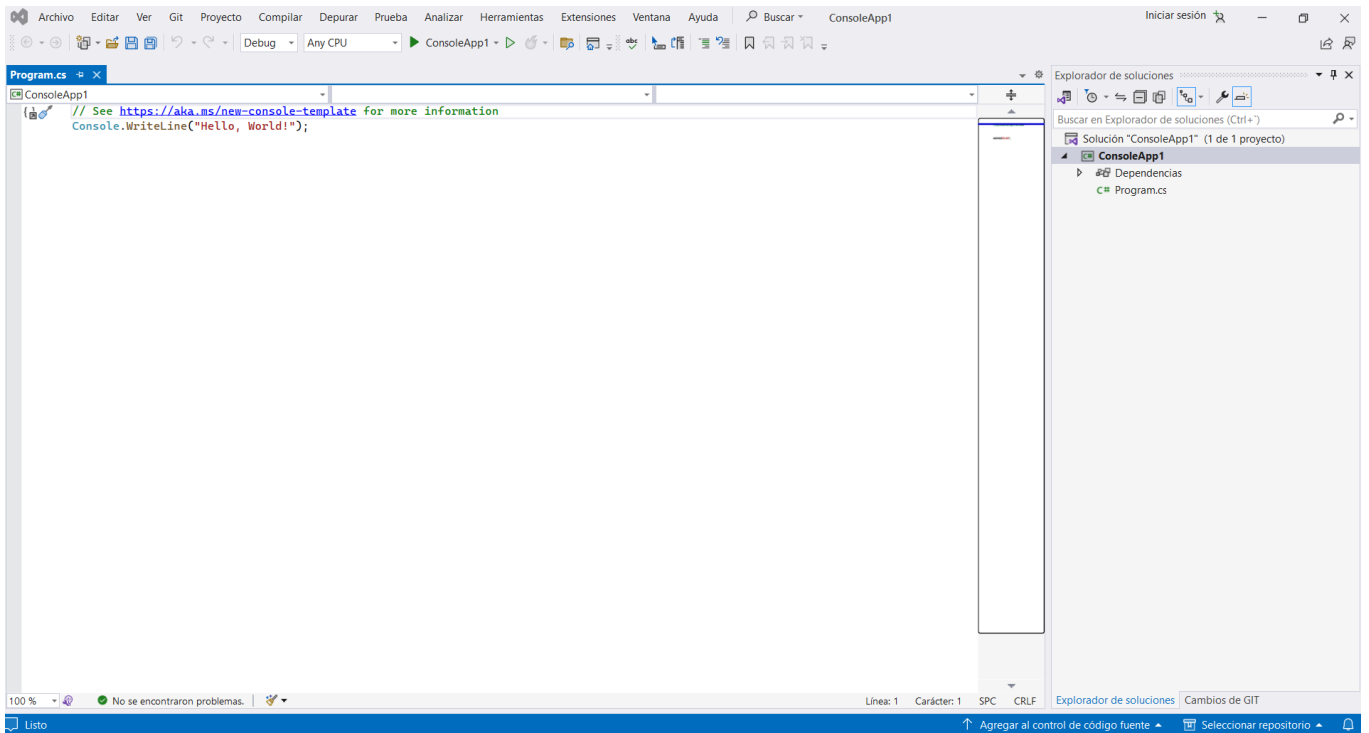 Archivo Editar Ver Git Proyecto Compilar Depurar Prueba Analizar Herramientas Extensiones Ventana Ayuda Buscar ConsoleApp1 Iniciar sesión
Debug Any CPU ConsoleApp1
Program.cs
ConsoleApp1
// See https://aka.ms/new-console-template for more information
Console.WriteLine("Hello, World!");
Explorador de soluciones
Buscar en Explorador de soluciones (Ctrl+¨)
Solución "ConsoleApp1" (1 de 1 proyecto)
ConsoleApp1
Dependencias
C# Program.cs
100 % No se encontraron problemas. Línea: 1 Carácter: 1 SPC CRLF
Explorador de soluciones Cambios de GIT
Listo Agregar al control de código fuente Seleccionar repositorio